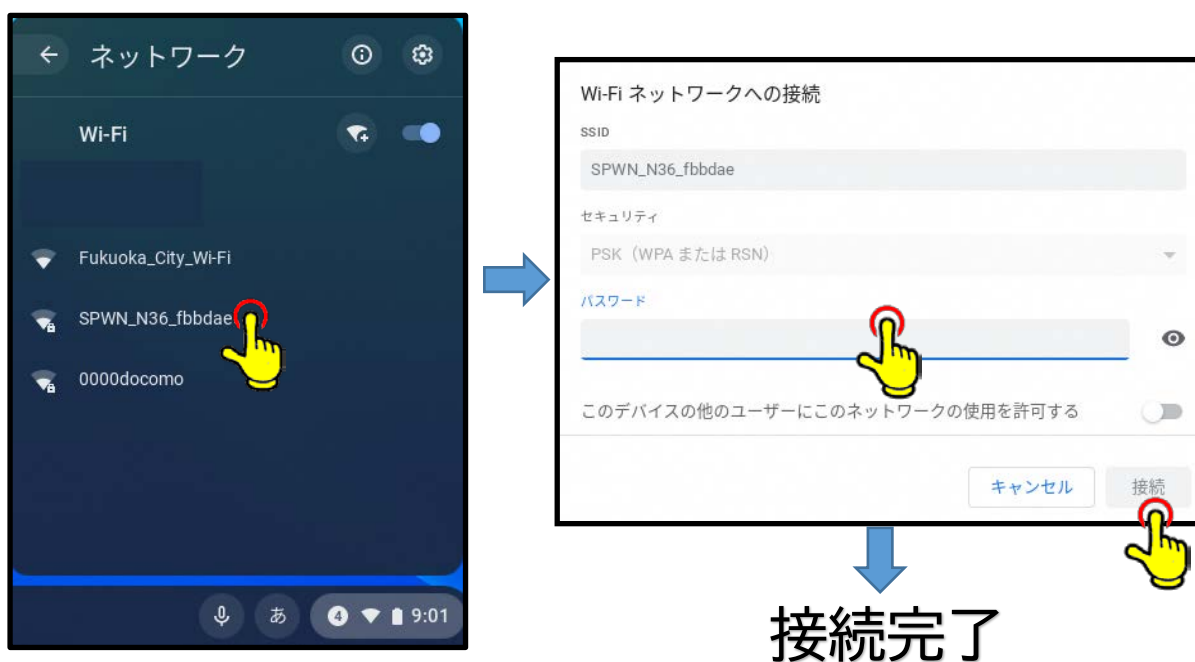 ネットワーク
Wi-Fi
Fukuoka_City_Wi-Fi
SPWN_N36_fbbdae
0000docomo
あ
4
9:01
Wi-Fi ネットワークへの接続
SSID
SPWN_N36_fbbdae
セキュリティ
PSK（WPA または RSN）
パスワード
このデバイスの他のユーザーにこのネットワークの使用を許可する
キャンセル
接続
接続完了